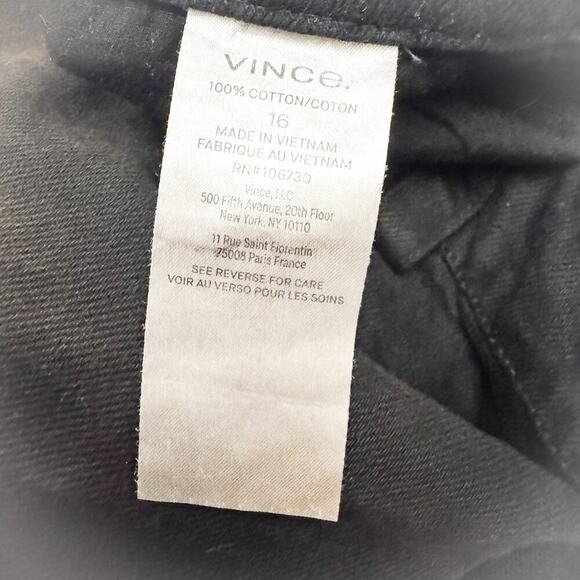 VINCE.
100% COTTON/COTON
16
MADE IN VIETNAM
FABRIQUÉ AU VIETNAM
RN#106730
Vince, LLC
500 Fifth Avenue, 20th Floor
New York, NY 10110
11 Rue Saint Florentin
75008 Paris France
SEE REVERSE FOR CARE
VOIR AU VERSO POUR LES SOINS